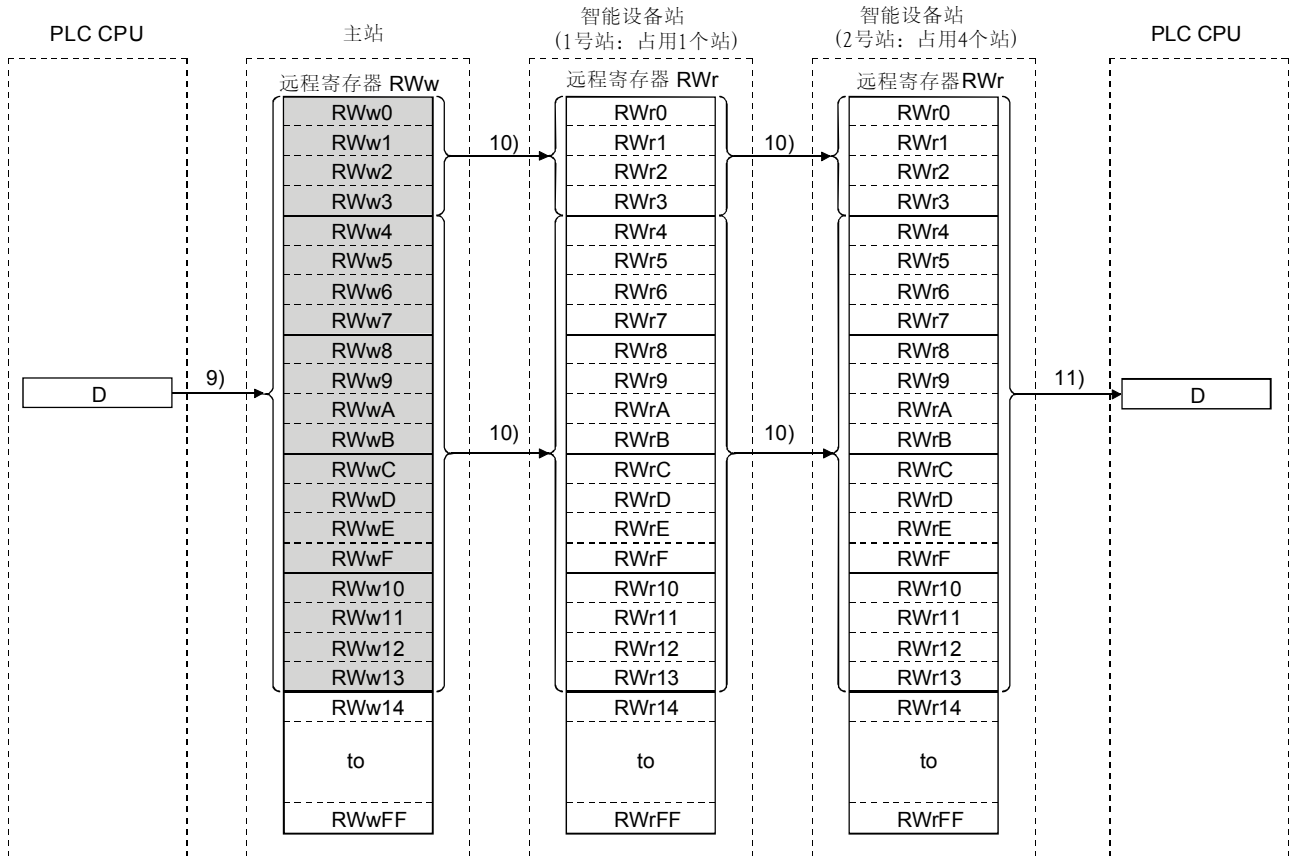 PLC CPU
主站
智能设备站
(1号站：占用1个站)
智能设备站
(2号站：占用4个站)
PLC CPU
远程寄存器 RWw
远程寄存器 RWr
远程寄存器RWr
RWw0 RWr0 RWr0
RWw1 10) RWr1 10) RWr1
RWw2 RWr2 RWr2
RWw3 RWr3 RWr3
RWw4 RWr4 RWr4
RWw5 RWr5 RWr5
RWw6 RWr6 RWr6
RWw7 RWr7 RWr7
RWw8 RWr8 RWr8
9) RWw9 RWr9 RWr9 11)
D RWwA RWrA RWrA D
RWwB 10) RWrB 10) RWrB
RWwC RWrC RWrC
RWwD RWrD RWrD
RWwE RWrE RWrE
RWwF RWrF RWrF
RWw10 RWr10 RWr10
RWw11 RWr11 RWr11
RWw12 RWr12 RWr12
RWw13 RWr13 RWr13
RWw14 RWr14 RWr14
to to to
RWwFF RWrFF RWrFF